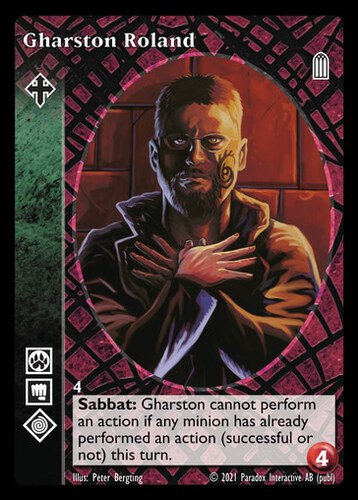 Gharston Roland
4
Sabbat: Gharston cannot perform
an action if any minion has already
performed an action (successful or
not) this turn.
4
Illus: Peter Bergting © 2021 Paradox Interactive AB (publ)